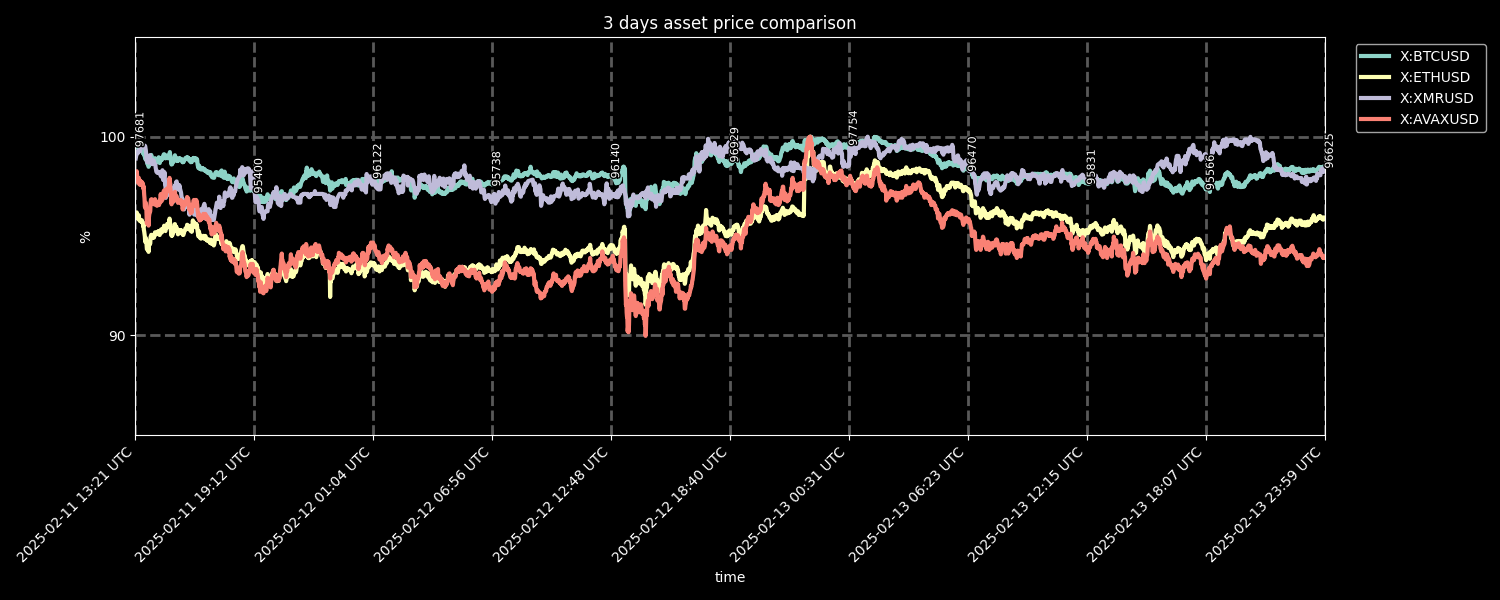 3 days asset price comparison
X:BTCUSD
X:ETHUSD
X:XMRUSD
X:AVAXUSD
%
100
90
97681
95400
96122
95738
96140
96929
97754
96470
95831
95566
96625
2025-02-11 13:21 UTC
2025-02-11 19:12 UTC
2025-02-12 01:04 UTC
2025-02-12 06:56 UTC
2025-02-12 12:48 UTC
2025-02-12 18:40 UTC
2025-02-13 00:31 UTC
2025-02-13 06:23 UTC
2025-02-13 12:15 UTC
2025-02-13 18:07 UTC
2025-02-13 23:59 UTC
time